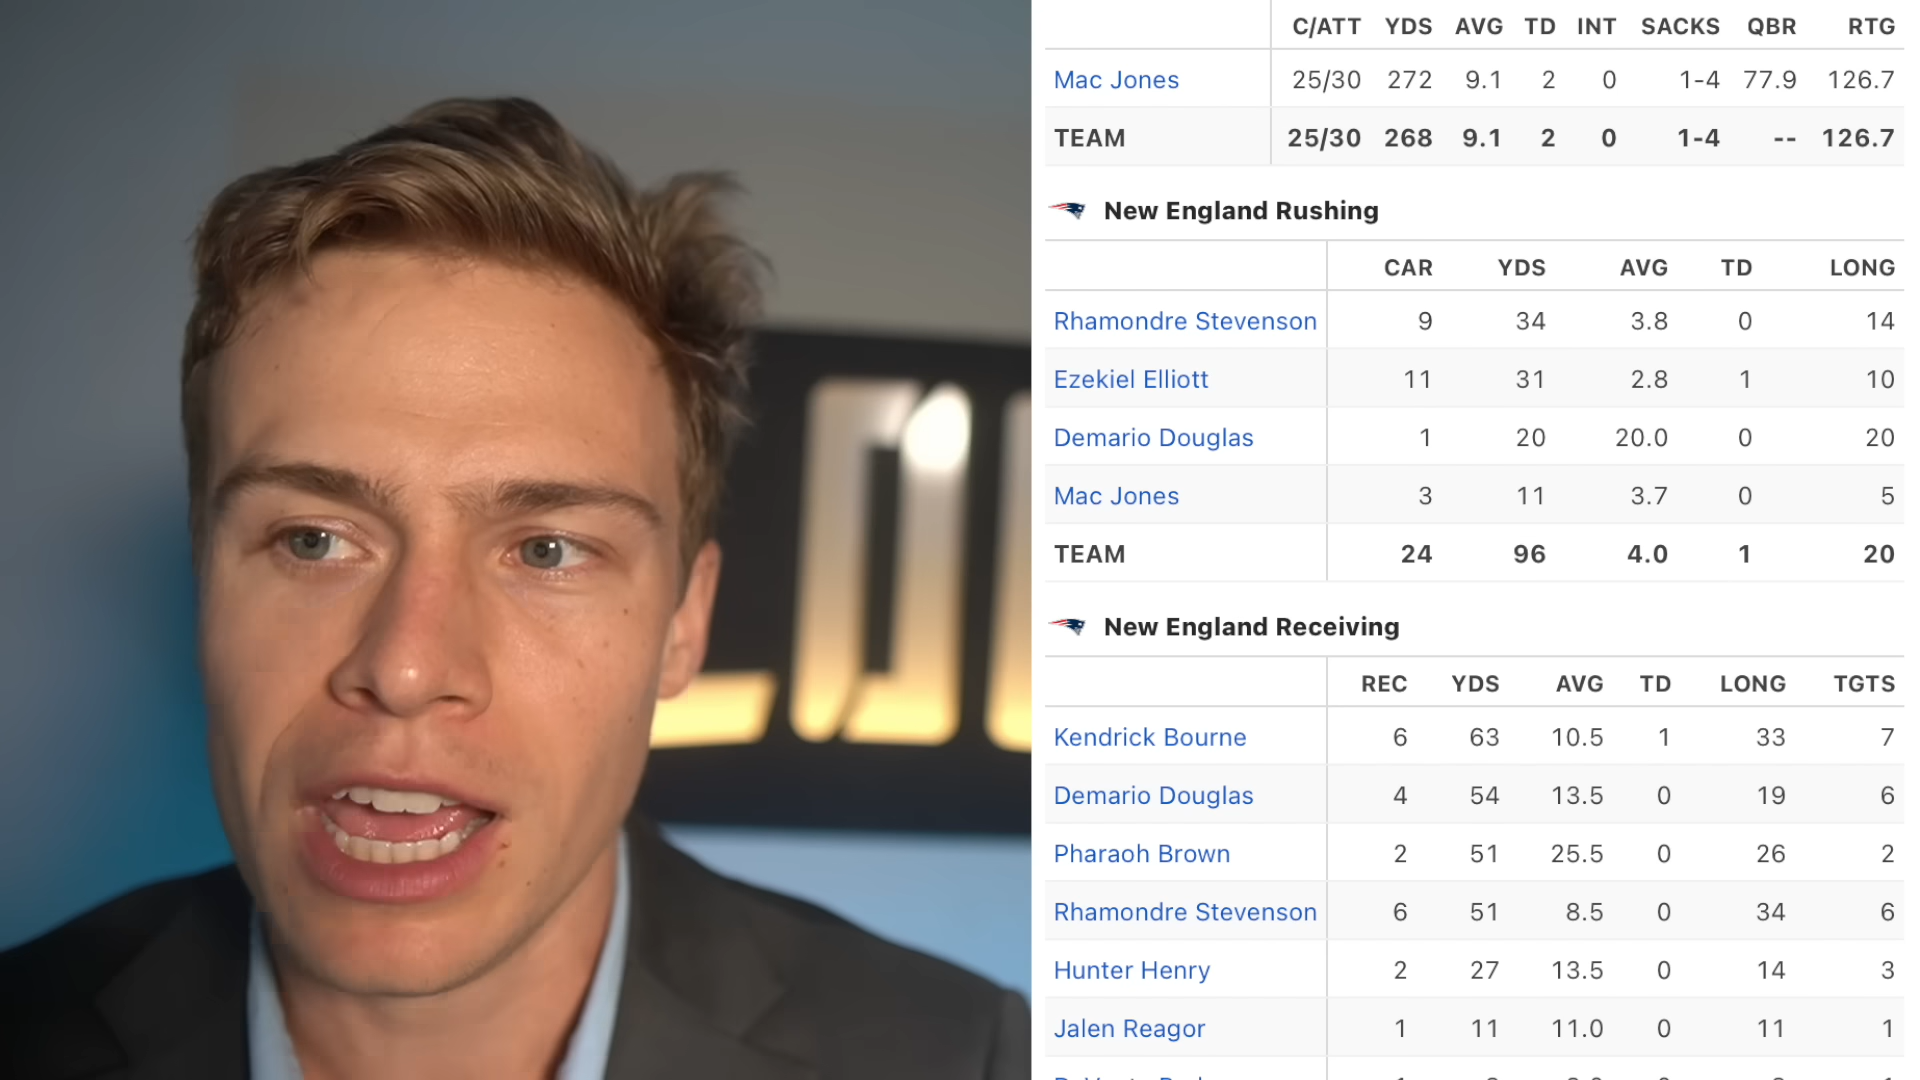 C/ATT YDS AVG TD INT SACKS QBR RTG
Mac Jones 25/30 272 9.1 2 0 1-4 77.9 126.7
TEAM 25/30 268 9.1 2 0 1-4 -- 126.7
New England Rushing
CAR YDS AVG TD LONG
Rhamondre Stevenson 9 34 3.8 0 14
Ezekiel Elliott 11 31 2.8 1 10
Demario Douglas 1 20 20.0 0 20
Mac Jones 3 11 3.7 0 5
TEAM 24 96 4.0 1 20
New England Receiving
REC YDS AVG TD LONG TGTS
Kendrick Bourne 6 63 10.5 1 33 7
Demario Douglas 4 54 13.5 0 19 6
Pharaoh Brown 2 51 25.5 0 26 2
Rhamondre Stevenson 6 51 8.5 0 34 6
Hunter Henry 2 27 13.5 0 14 3
Jalen Reagor 1 11 11.0 0 11 1